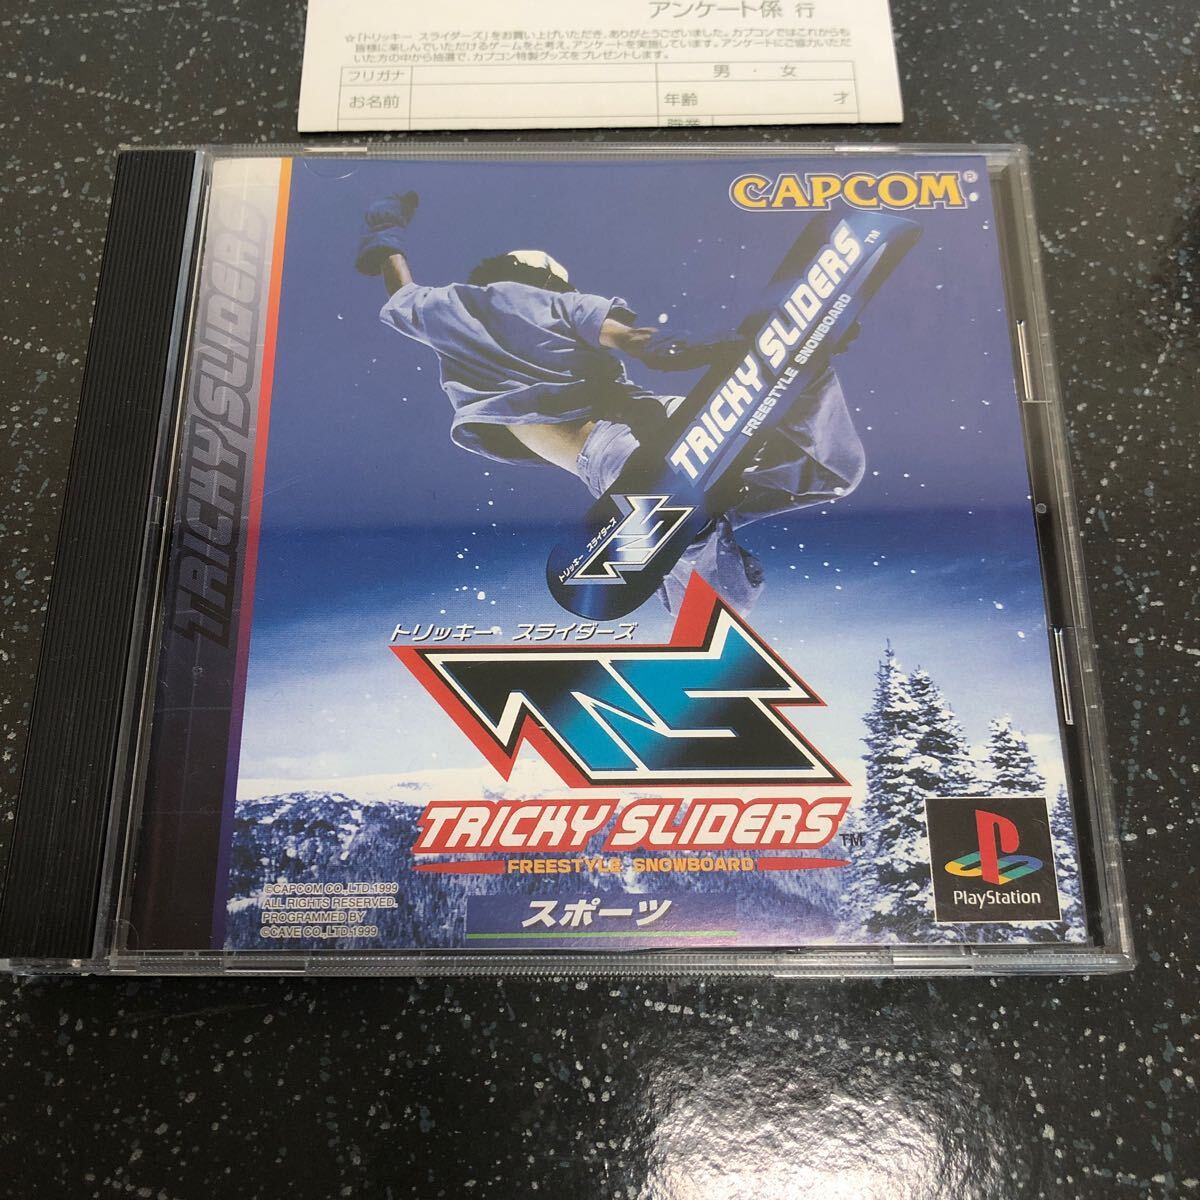 アンケート係 行
☆「トリッキー スライダーズ」をお買い上げいただき、ありがとうございました。カプコンではこれからも
皆様に楽しんでいただけるゲームをと考え、アンケートを実施しています。アンケートにご協力いただ
いた方の中から抽選で、カプコン特製グッズをプレゼントします。
フリガナ 男 ・ 女
お名前 年齢 才
職業
CAPCOM®
TRICKY SLIDERS
TRICKY SLIDERS™
FREESTYLE SNOWBOARD
トリッキー スライダーズ
TS
トリッキー スライダーズ
TS
TRICKY SLIDERS™
FREESTYLE SNOWBOARD
©CAPCOM CO.,LTD.1999
ALL RIGHTS RESERVED.
PROGRAMMED BY
©CAVE CO.,LTD.1999
スポーツ
PlayStation